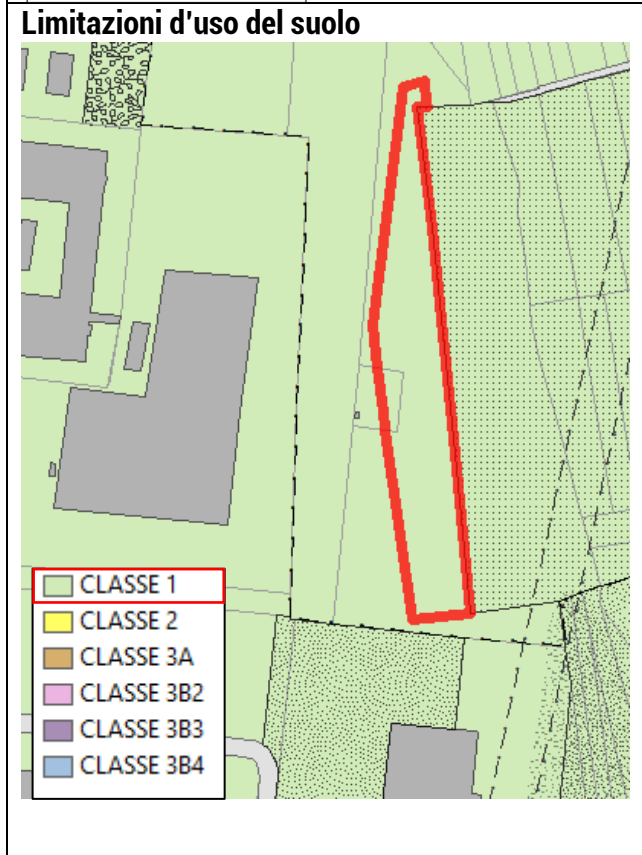 Limitazioni d'uso del suolo
CLASSE 1
CLASSE 2
CLASSE 3A
CLASSE 3B2
CLASSE 3B3
CLASSE 3B4